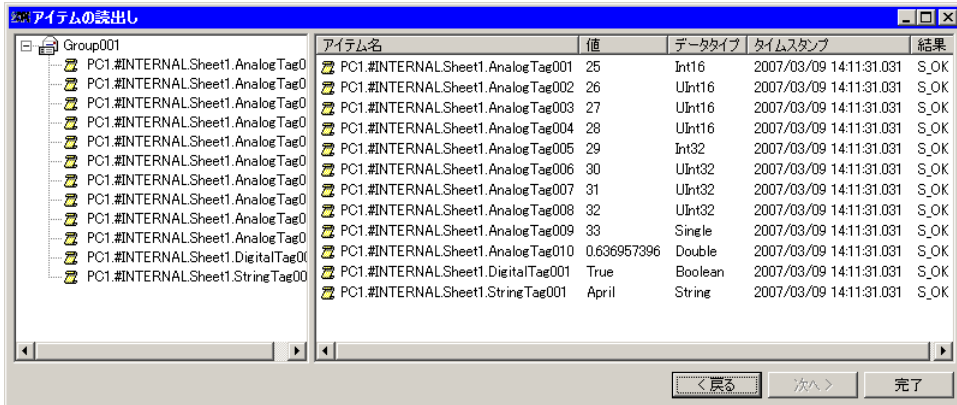 アイテムの読出し
Group001
PC1.#INTERNAL.Sheet1.AnalogTag0
PC1.#INTERNAL.Sheet1.AnalogTag0
PC1.#INTERNAL.Sheet1.AnalogTag0
PC1.#INTERNAL.Sheet1.AnalogTag0
PC1.#INTERNAL.Sheet1.AnalogTag0
PC1.#INTERNAL.Sheet1.AnalogTag0
PC1.#INTERNAL.Sheet1.AnalogTag0
PC1.#INTERNAL.Sheet1.AnalogTag0
PC1.#INTERNAL.Sheet1.AnalogTag0
PC1.#INTERNAL.Sheet1.AnalogTag0
PC1.#INTERNAL.Sheet1.DigitalTag00
PC1.#INTERNAL.Sheet1.StringTag00
アイテム名 値 データタイプ タイムスタンプ 結果
PC1.#INTERNAL.Sheet1.AnalogTag001 25 Int16 2007/03/09 14:11:31.031 S_OK
PC1.#INTERNAL.Sheet1.AnalogTag002 26 UInt16 2007/03/09 14:11:31.031 S_OK
PC1.#INTERNAL.Sheet1.AnalogTag003 27 UInt16 2007/03/09 14:11:31.031 S_OK
PC1.#INTERNAL.Sheet1.AnalogTag004 28 UInt16 2007/03/09 14:11:31.031 S_OK
PC1.#INTERNAL.Sheet1.AnalogTag005 29 Int32 2007/03/09 14:11:31.031 S_OK
PC1.#INTERNAL.Sheet1.AnalogTag006 30 UInt32 2007/03/09 14:11:31.031 S_OK
PC1.#INTERNAL.Sheet1.AnalogTag007 31 UInt32 2007/03/09 14:11:31.031 S_OK
PC1.#INTERNAL.Sheet1.AnalogTag008 32 UInt32 2007/03/09 14:11:31.031 S_OK
PC1.#INTERNAL.Sheet1.AnalogTag009 33 Single 2007/03/09 14:11:31.031 S_OK
PC1.#INTERNAL.Sheet1.AnalogTag010 0.636957396 Double 2007/03/09 14:11:31.031 S_OK
PC1.#INTERNAL.Sheet1.DigitalTag001 True Boolean 2007/03/09 14:11:31.031 S_OK
PC1.#INTERNAL.Sheet1.StringTag001 April String 2007/03/09 14:11:31.031 S_OK
< 戻る 次へ > 完了